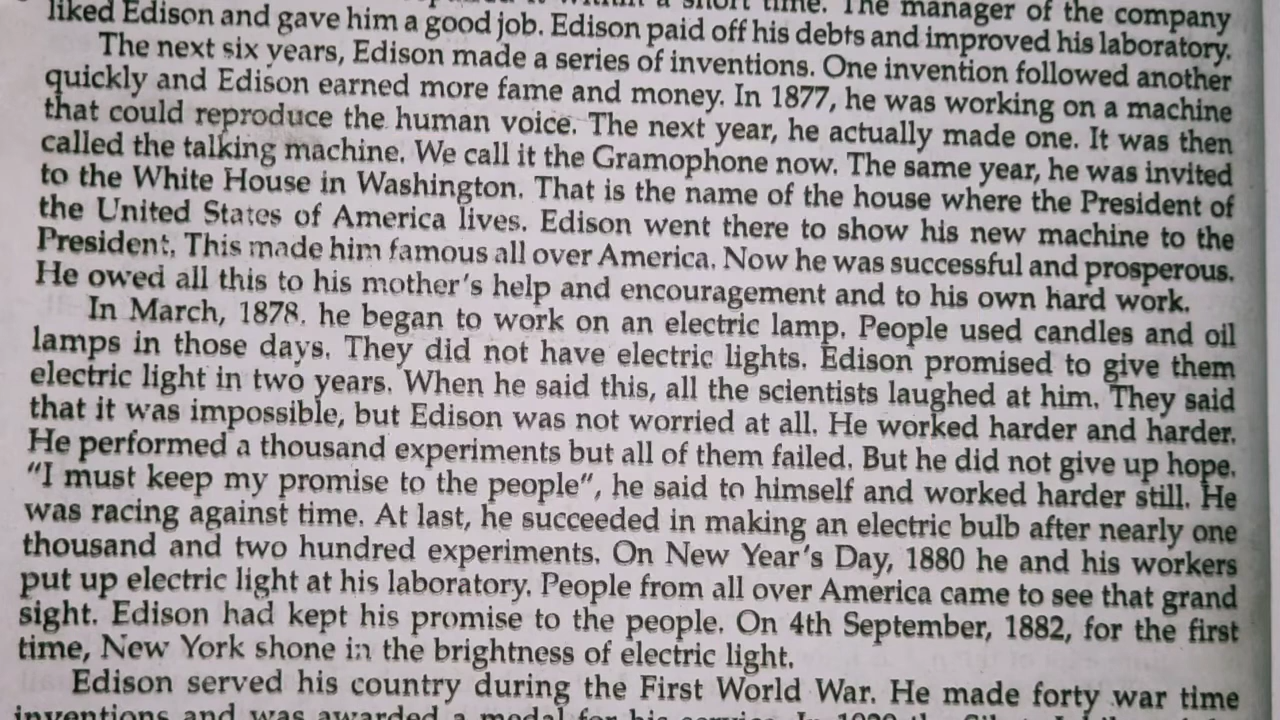 short time. The manager of the company
liked Edison and gave him a good job. Edison paid off his debts and improved his laboratory.
The next six years, Edison made a series of inventions. One invention followed another
quickly and Edison earned more fame and money. In 1877, he was working on a machine
that could reproduce the human voice. The next year, he actually made one. It was then
called the talking machine. We call it the Gramophone now. The same year, he was invited
to the White House in Washington. That is the name of the house where the President of
the United States of America lives. Edison went there to show his new machine to the
President. This made him famous all over America. Now he was successful and prosperous.
He owed all this to his mother's help and encouragement and to his own hard work.
In March, 1878. he began to work on an electric lamp. People used candles and oil
lamps in those days. They did not have electric lights. Edison promised to give them
electric light in two years. When he said this, all the scientists laughed at him. They said
that it was impossible, but Edison was not worried at all. He worked harder and harder.
He performed a thousand experiments but all of them failed. But he did not give up hope.
"I must keep my promise to the people", he said to himself and worked harder still. He
was racing against time. At last, he succeeded in making an electric bulb after nearly one
thousand and two hundred experiments. On New Year's Day, 1880 he and his workers
put up electric light at his laboratory. People from all over America came to see that grand
sight. Edison had kept his promise to the people. On 4th September, 1882, for the first
time, New York shone in the brightness of electric light.
Edison served his country during the First World War. He made forty war time
inventions and was awarded a medal for his service. In